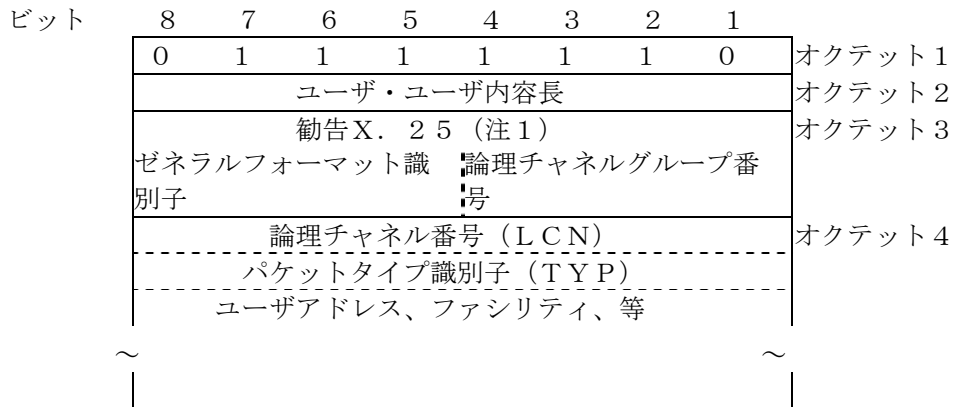 ビット ８ ７ ６ ５ ４ ３ ２ １
０ １ １ １ １ １ １ ０ オクテット１
ユーザ・ユーザ内容長 オクテット２
勧告Ｘ．２５（注１） オクテット３
ゼネラルフォーマット識 論理チャネルグループ番
別子 号
論理チャネル番号（ＬＣＮ） オクテット４
パケットタイプ識別子（ＴＹＰ）
ユーザアドレス、ファシリティ、等
～ ～